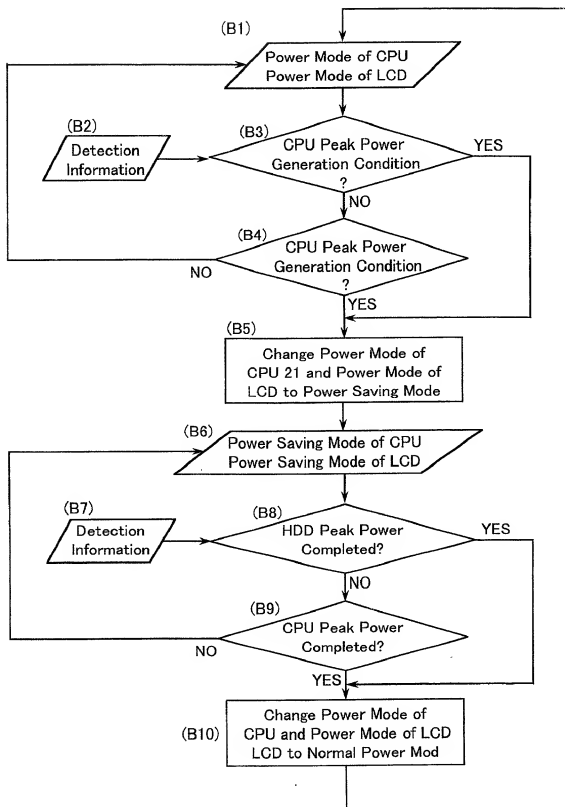 (B1)
Power Mode of CPU
Power Mode of LCD
(B2)
Detection
Information
(B3)
CPU Peak Power
Generation Condition
?
YES
NO
(B4)
CPU Peak Power
Generation Condition
?
NO
YES
(B5)
Change Power Mode of
CPU 21 and Power Mode of
LCD to Power Saving Mode
(B6)
Power Saving Mode of CPU
Power Saving Mode of LCD
(B7)
Detection
Information
(B8)
HDD Peak Power
Completed?
YES
NO
(B9)
CPU Peak Power
Completed?
NO
YES
(B10)
Change Power Mode of
CPU and Power Mode of LCD
LCD to Normal Power Mod